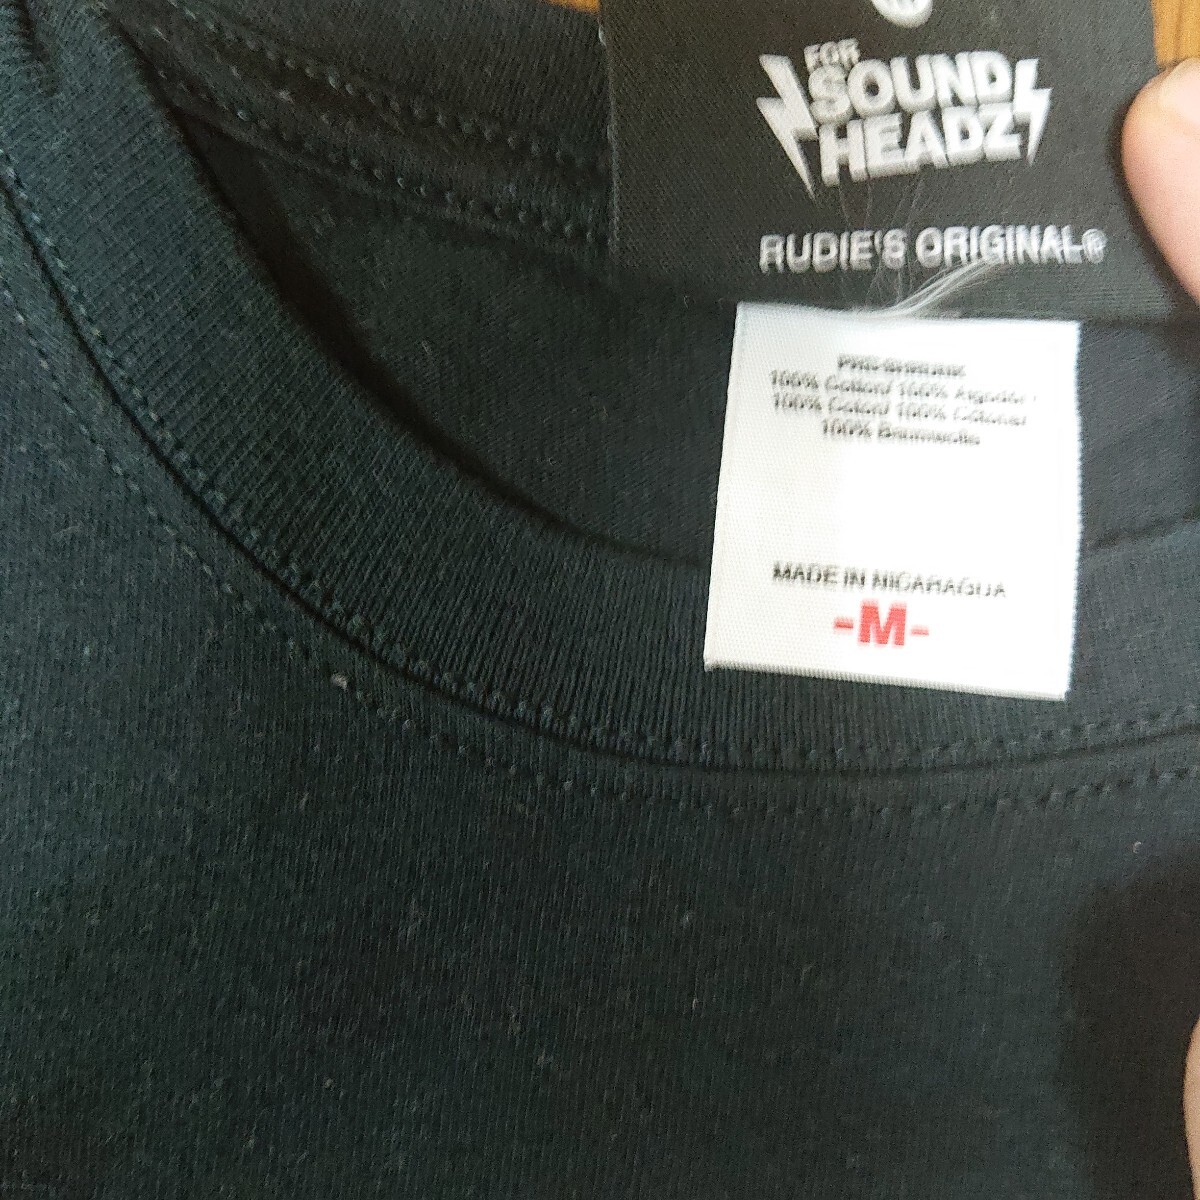 FOR
SOUND
HEADZ
RUDIE'S ORIGINAL®
PRE-SHRUNK
100% Cotton/ 100% Algodon
100% Coton/ 100% Cotone/
100% Baumwolle
MADE IN NICARAGUA
-M-